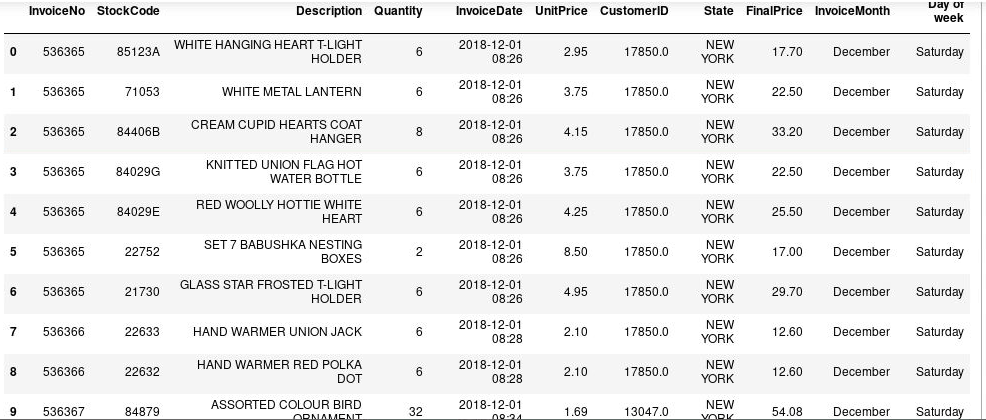 InvoiceNo StockCode Description Quantity InvoiceDate UnitPrice CustomerID State FinalPrice InvoiceMonth Day of
week
0 536365 85123A WHITE HANGING HEART T-LIGHT HOLDER 6 2018-12-01 08:26 2.95 17850.0 NEW YORK 17.70 December Saturday
1 536365 71053 WHITE METAL LANTERN 6 2018-12-01 08:26 3.75 17850.0 NEW YORK 22.50 December Saturday
2 536365 84406B CREAM CUPID HEARTS COAT HANGER 8 2018-12-01 08:26 4.15 17850.0 NEW YORK 33.20 December Saturday
3 536365 84029G KNITTED UNION FLAG HOT WATER BOTTLE 6 2018-12-01 08:26 3.75 17850.0 NEW YORK 22.50 December Saturday
4 536365 84029E RED WOOLLY HOTTIE WHITE HEART 6 2018-12-01 08:26 4.25 17850.0 NEW YORK 25.50 December Saturday
5 536365 22752 SET 7 BABUSHKA NESTING BOXES 2 2018-12-01 08:26 8.50 17850.0 NEW YORK 17.00 December Saturday
6 536365 21730 GLASS STAR FROSTED T-LIGHT HOLDER 6 2018-12-01 08:26 4.95 17850.0 NEW YORK 29.70 December Saturday
7 536366 22633 HAND WARMER UNION JACK 6 2018-12-01 08:28 2.10 17850.0 NEW YORK 12.60 December Saturday
8 536366 22632 HAND WARMER RED POLKA DOT 6 2018-12-01 08:28 2.10 17850.0 NEW YORK 12.60 December Saturday
9 536367 84879 ASSORTED COLOUR BIRD ORNAMENT 32 2018-12-01 08:34 1.69 13047.0 NEW YORK 54.08 December Saturday